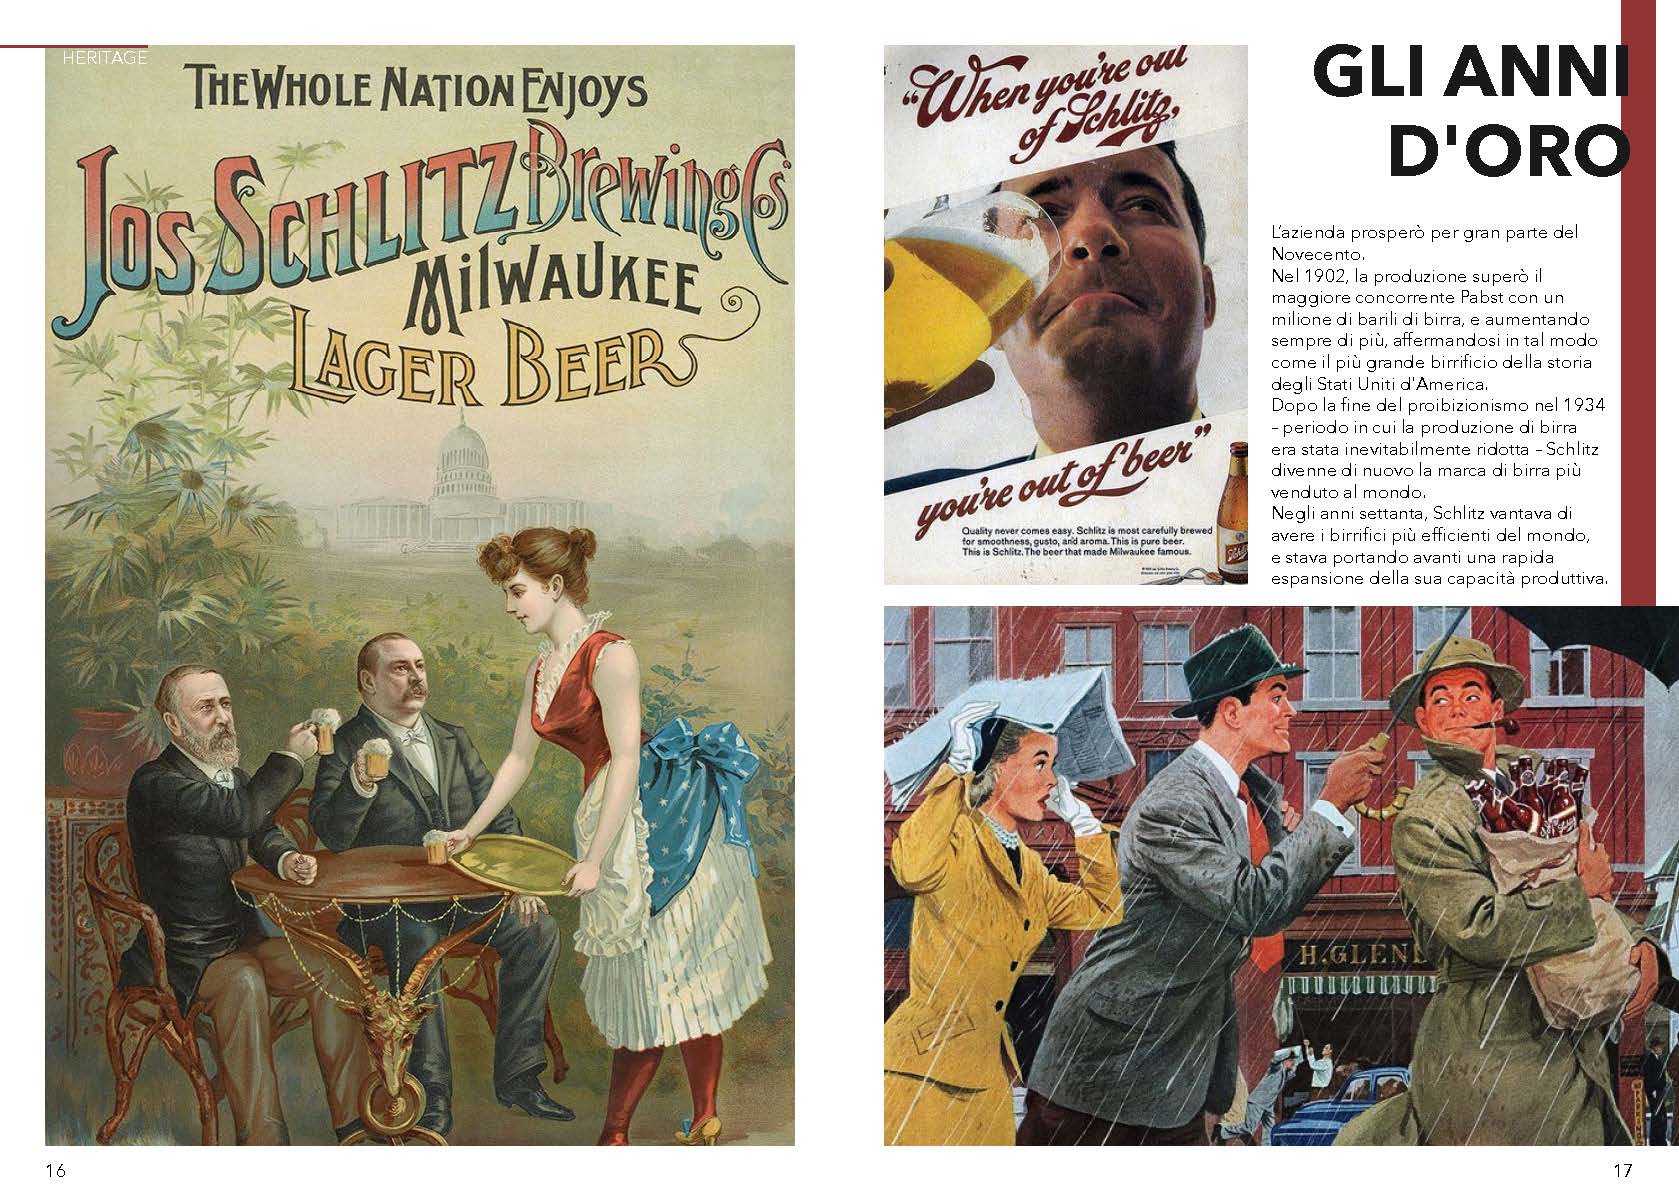 HERITAGE
THE WHOLE NATION ENJOYS
JOS SCHLITZ BREWING CO'S
MILWAUKEE
LAGER BEER
16
“When you're out
of Schlitz,
you're out of beer”
Quality never comes easy. Schlitz is most carefully brewed
for smoothness, gusto, and aroma. This is pure beer.
This is Schlitz. The beer that made Milwaukee famous.
GLI ANNI
D'ORO
L’azienda prosperò per gran parte del
Novecento.
Nel 1902, la produzione superò il
maggiore concorrente Pabst con un
milione di barili di birra, e aumentando
sempre di più, affermandosi in tal modo
come il più grande birrificio della storia
degli Stati Uniti d'America.
Dopo la fine del proibizionismo nel 1934
– periodo in cui la produzione di birra
era stata inevitabilmente ridotta – Schlitz
divenne di nuovo la marca di birra più
venduto al mondo.
Negli anni settanta, Schlitz vantava di
avere i birrifici più efficienti del mondo,
e stava portando avanti una rapida
espansione della sua capacità produttiva.
H. GLEN
17